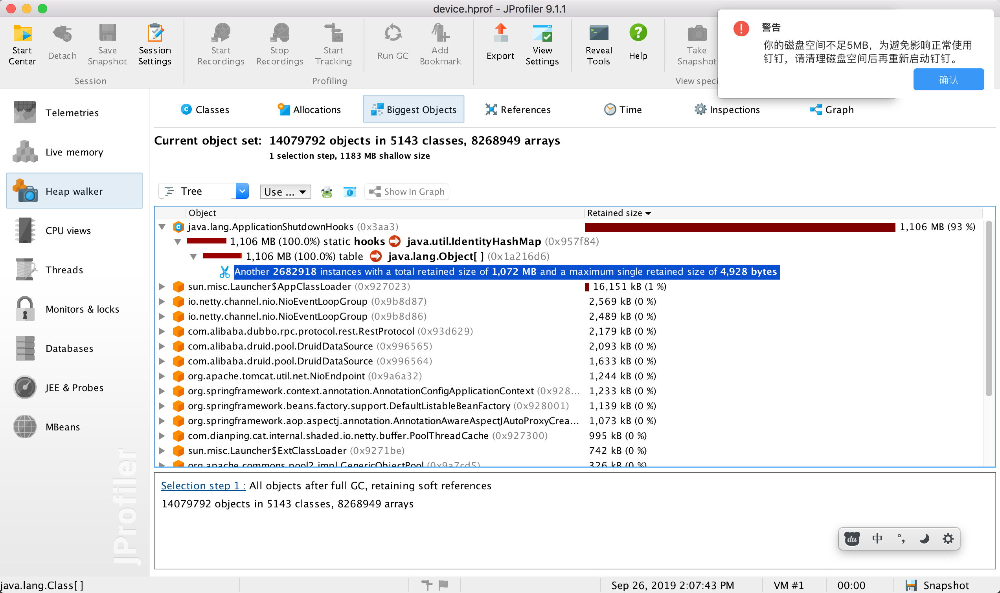 device.hprof - JProfiler 9.1.1
Start Center
Detach
Save Snapshot
Session Settings
Start Recordings
Stop Recordings
Start Tracking
Run GC
Add Bookmark
Export
View Settings
Reveal Tools
Help
Take Snapshot
Session
Profiling
View speci
警告
你的磁盘空间不足5MB，为避免影响正常使用
钉钉，请清理磁盘空间后再重新启动钉钉。
确认
Telemetries
Live memory
Heap walker
CPU views
Threads
Monitors & locks
Databases
JEE & Probes
MBeans
JProfiler
Classes
Allocations
Biggest Objects
References
Time
Inspections
Graph
Current object set: 14079792 objects in 5143 classes, 8268949 arrays
1 selection step, 1183 MB shallow size
Tree
Use ...
Show In Graph
Object Retained size
java.lang.ApplicationShutdownHooks (0x3aa3) 1,106 MB (93 %)
1,106 MB (100.0%) static hooks java.util.IdentityHashMap (0x957f84)
1,106 MB (100.0%) table java.lang.Object[ ] (0x1a216d6)
Another 2682918 instances with a total retained size of 1,072 MB and a maximum single retained size of 4,928 bytes
sun.misc.Launcher$AppClassLoader (0x927023) 16,151 kB (1 %)
io.netty.channel.nio.NioEventLoopGroup (0x9b8d87) 2,569 kB (0 %)
io.netty.channel.nio.NioEventLoopGroup (0x9b8d86) 2,489 kB (0 %)
com.alibaba.dubbo.rpc.protocol.rest.RestProtocol (0x93d629) 2,179 kB (0 %)
com.alibaba.druid.pool.DruidDataSource (0x996565) 2,093 kB (0 %)
com.alibaba.druid.pool.DruidDataSource (0x996564) 1,633 kB (0 %)
org.apache.tomcat.util.net.NioEndpoint (0x9a6a32) 1,244 kB (0 %)
org.springframework.context.annotation.AnnotationConfigApplicationContext (0x928... 1,233 kB (0 %)
org.springframework.beans.factory.support.DefaultListableBeanFactory (0x928001) 1,139 kB (0 %)
org.springframework.aop.aspectj.annotation.AnnotationAwareAspectJAutoProxyCrea... 1,073 kB (0 %)
com.dianping.cat.internal.shaded.io.netty.buffer.PoolThreadCache (0x927300) 995 kB (0 %)
sun.misc.Launcher$ExtClassLoader (0x9271be) 742 kB (0 %)
org.apache.commons.pool2.impl.GenericObjectPool (0x9a7cd5) 326 kB (0 %)
Selection step 1 : All objects after full GC, retaining soft references
14079792 objects in 5143 classes, 8268949 arrays
du 中 °,
java.lang.Class[ ]
Sep 26, 2019 2:07:43 PM
VM #1
00:00
Snapshot